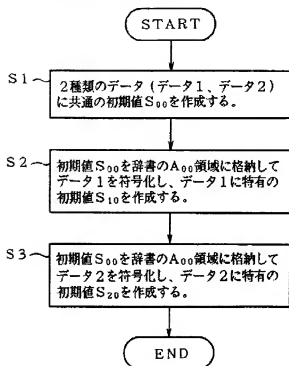 START
S1
2種類のデータ(データ1、データ2)
に共通の初期値S₀₀を作成する。
S2
初期値S₀₀を辞書のA₀₀領域に格納して
データ1を符号化し、データ1に特有の
初期値S₁₀を作成する。
S3
初期値S₀₀を辞書のA₀₀領域に格納して
データ2を符号化し、データ2に特有の
初期値S₂₀を作成する。
END